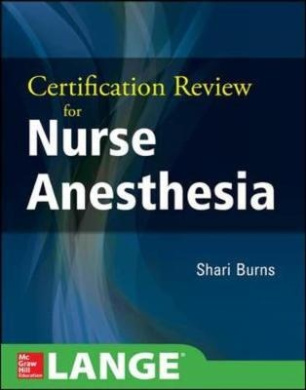 Certification Review
for
Nurse
Anesthesia
Shari Burns
Mc
Graw
Hill
Education
LANGE®